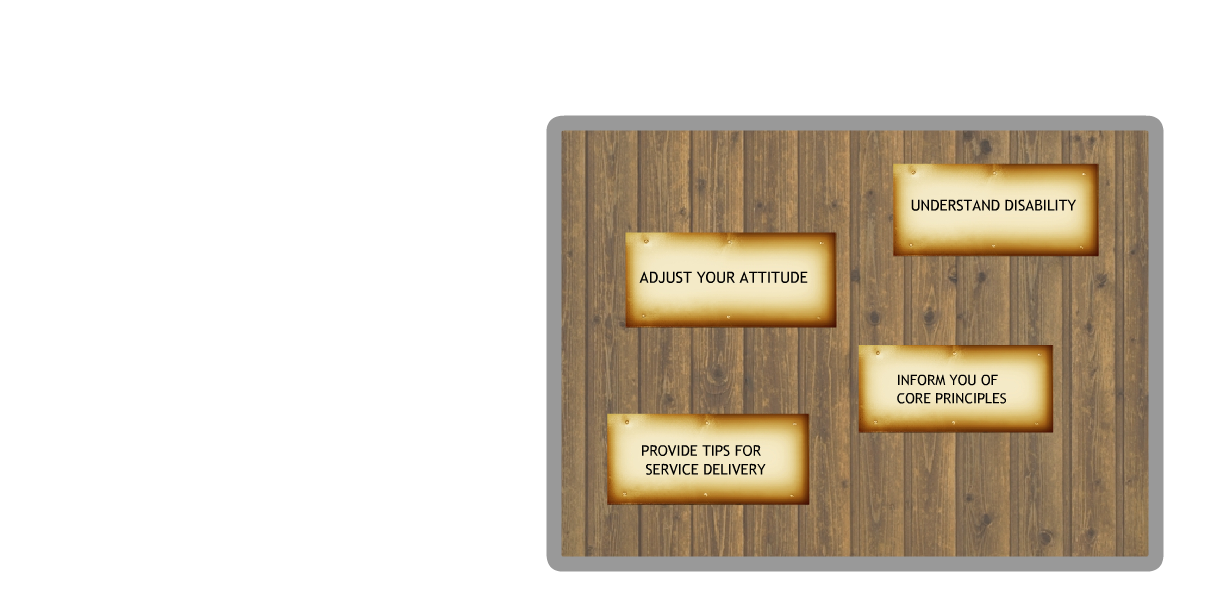 UNDERSTAND DISABILITY
ADJUST YOUR ATTITUDE
INFORM YOU OF
CORE PRINCIPLES
PROVIDE TIPS FOR
SERVICE DELIVERY